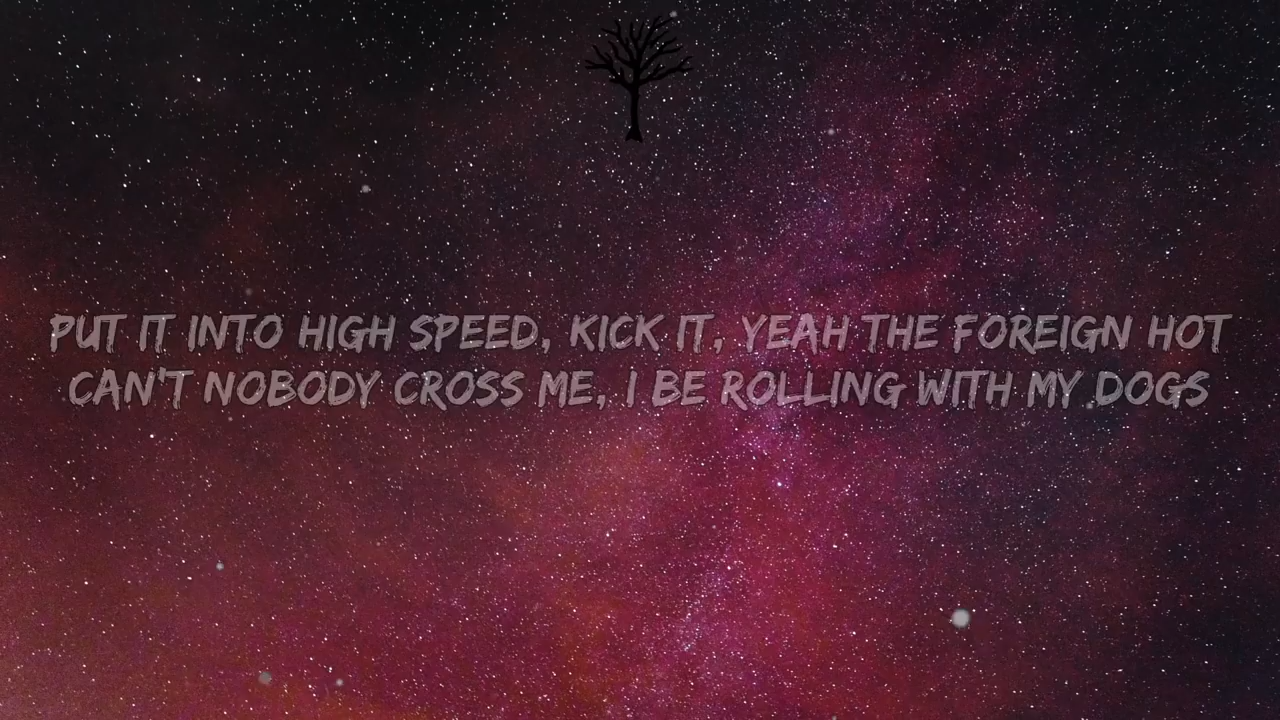 PUT IT INTO HIGH SPEED, KICK IT, YEAH THE FOREIGN HOT
CAN'T NOBODY CROSS ME, I BE ROLLING WITH MY DOGS